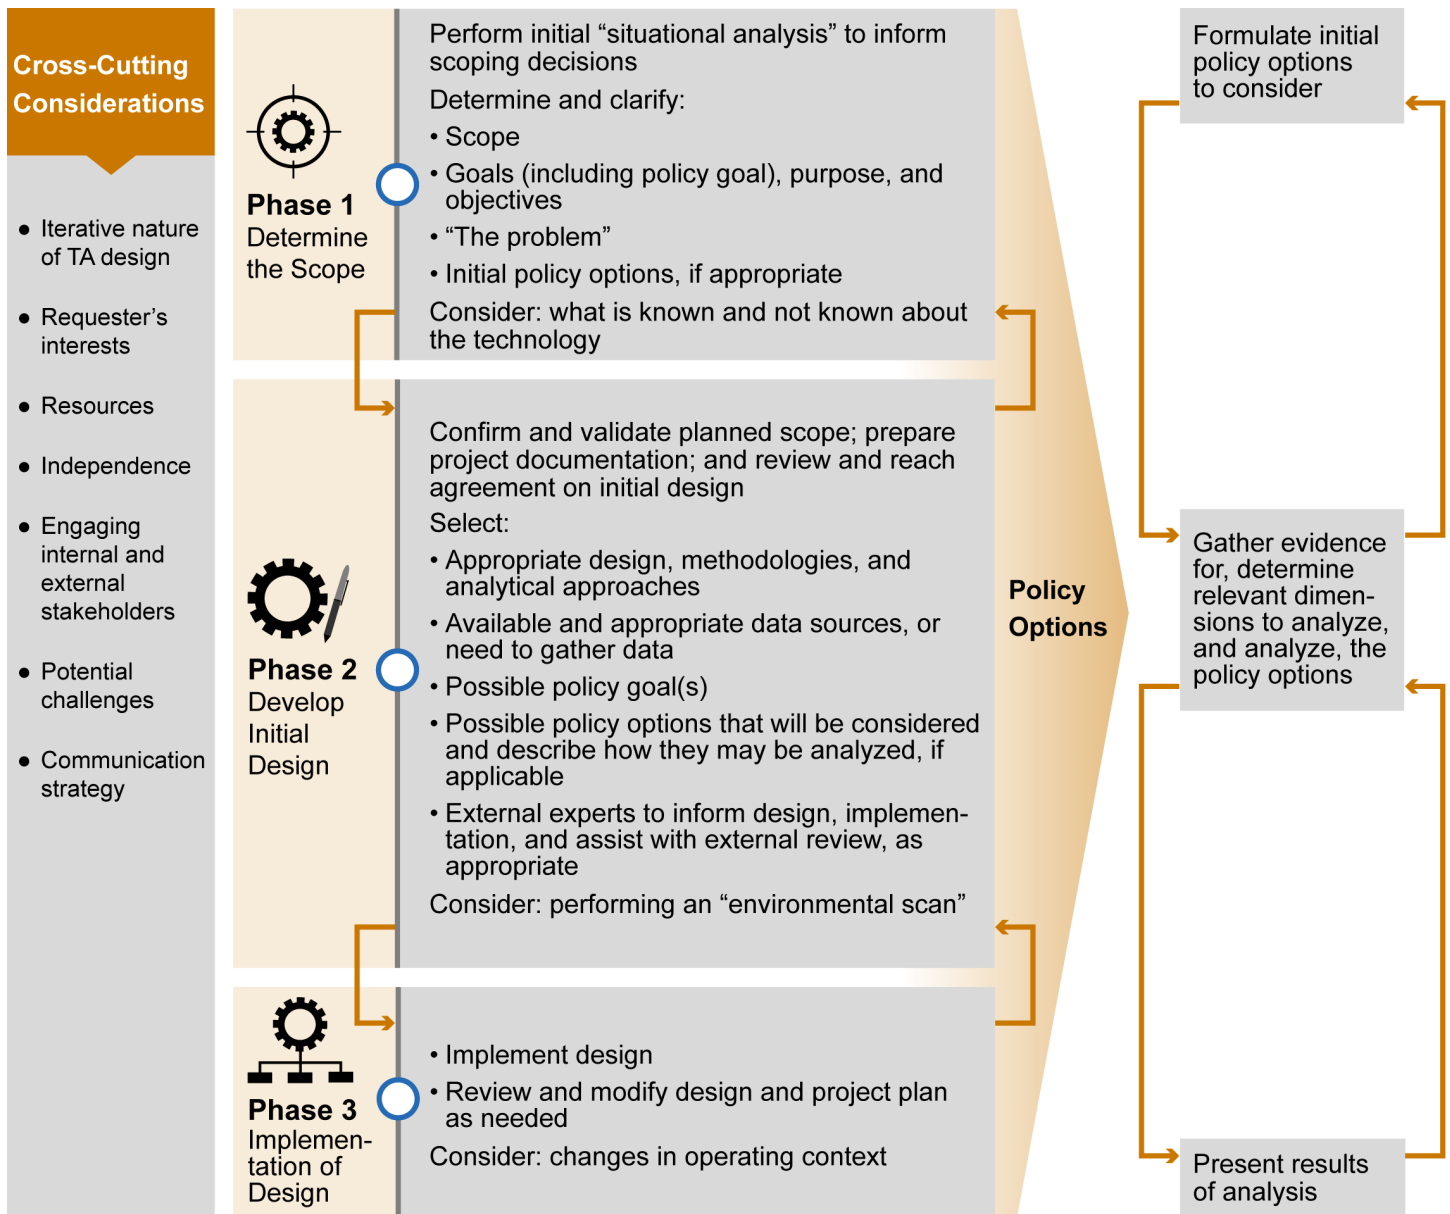 Cross-Cutting
Considerations
● Iterative nature
of TA design
● Requester’s
interests
● Resources
● Independence
● Engaging
internal and
external
stakeholders
● Potential
challenges
● Communication
strategy
Phase 1
Determine
the Scope
Perform initial “situational analysis” to inform
scoping decisions
Determine and clarify:
• Scope
• Goals (including policy goal), purpose, and
objectives
• “The problem”
• Initial policy options, if appropriate
Consider: what is known and not known about
the technology
Phase 2
Develop
Initial
Design
Confirm and validate planned scope; prepare
project documentation; and review and reach
agreement on initial design
Select:
• Appropriate design, methodologies, and
analytical approaches
• Available and appropriate data sources, or
need to gather data
• Possible policy goal(s)
• Possible policy options that will be considered
and describe how they may be analyzed, if
applicable
• External experts to inform design, implemen-
tation, and assist with external review, as
appropriate
Consider: performing an “environmental scan”
Phase 3
Implemen-
tation of
Design
• Implement design
• Review and modify design and project plan
as needed
Consider: changes in operating context
Policy
Options
Formulate initial
policy options
to consider
Gather evidence
for, determine
relevant dimen-
sions to analyze,
and analyze, the
policy options
Present results
of analysis